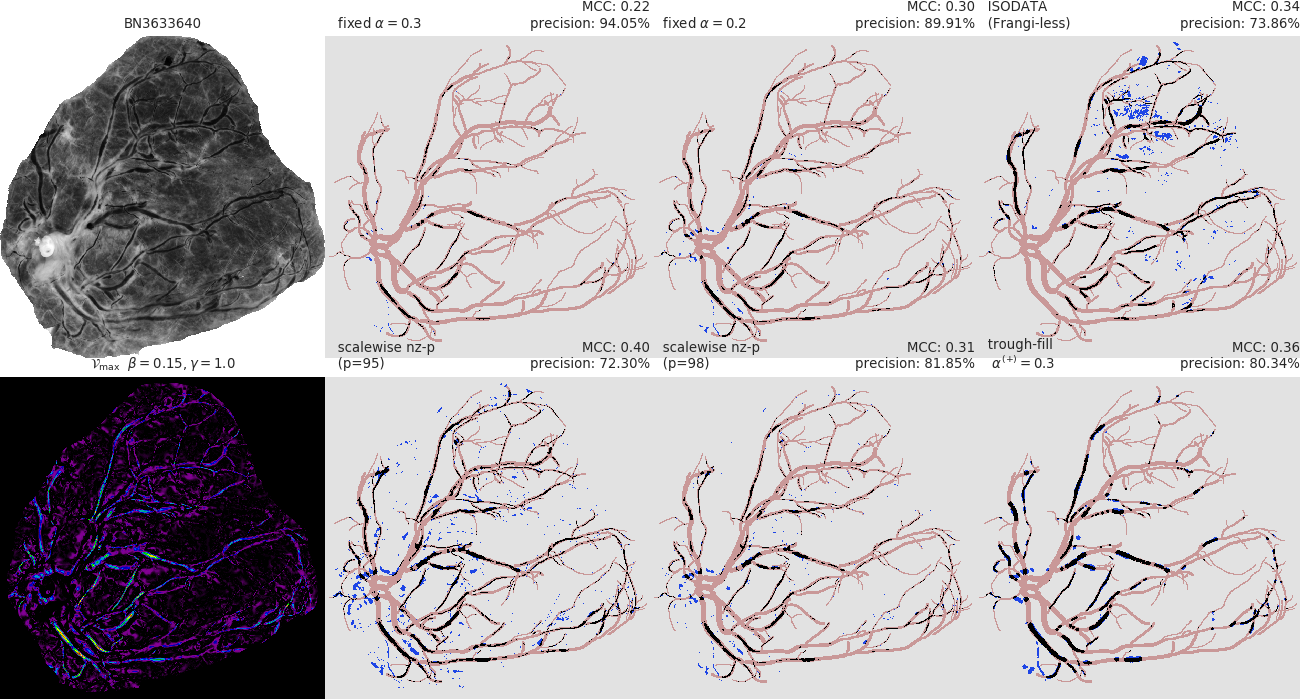 BN3633640
fixed α = 0.3
MCC: 0.22
precision: 94.05%
fixed α = 0.2
MCC: 0.30
precision: 89.91%
ISODATA
(Frangi-less)
MCC: 0.34
precision: 73.86%
𝒱max β = 0.15, γ = 1.0
scalewise nz-p
(p=95)
MCC: 0.40
precision: 72.30%
scalewise nz-p
(p=98)
MCC: 0.31
precision: 81.85%
trough-fill
α(+) = 0.3
MCC: 0.36
precision: 80.34%